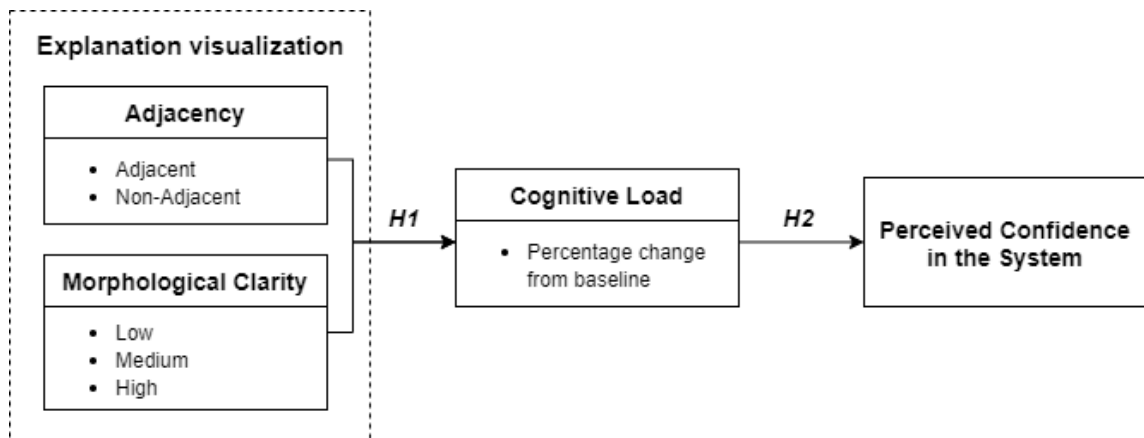 Explanation visualization
Adjacency
• Adjacent
• Non-Adjacent
Morphological Clarity
• Low
• Medium
• High
H1
Cognitive Load
• Percentage change
from baseline
H2
Perceived Confidence
in the System